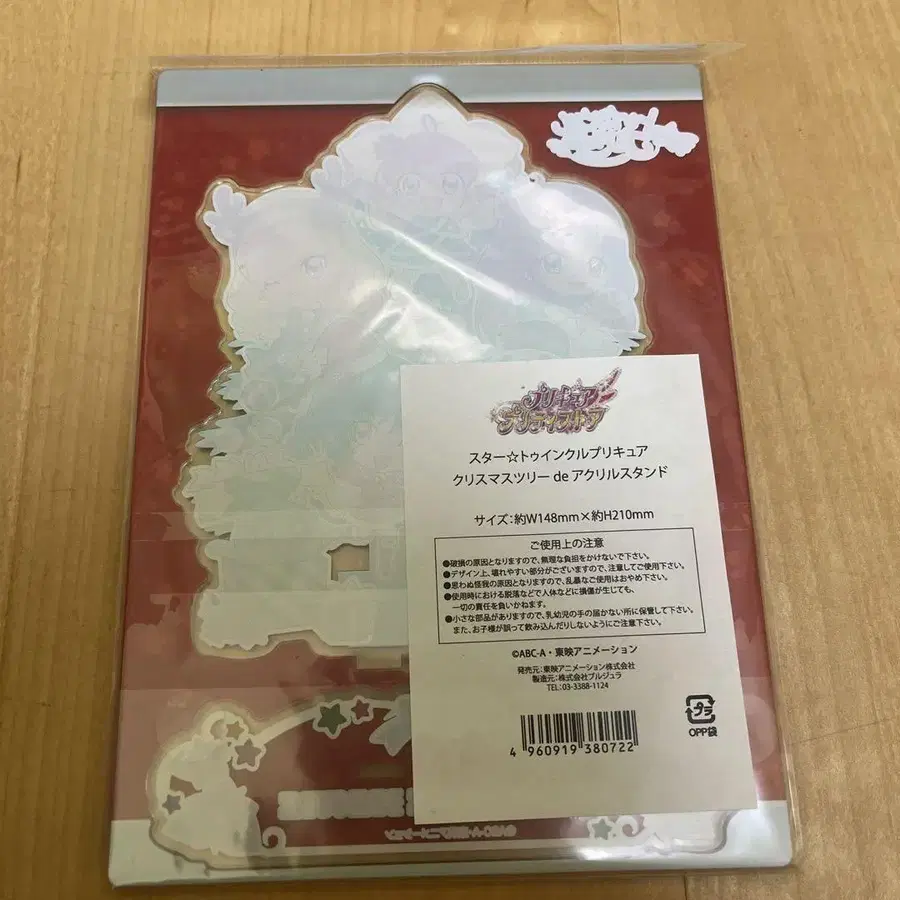 プリキュア
プリティストア
スター☆トゥインクルプリキュア
クリスマスツリー de アクリルスタンド
サイズ：約W148mm×約H210mm
ご使用上の注意
●破損の原因となりますので、無理な負担をかけないで下さい。
●デザイン上、壊れやすい部分がございますので、注意してご使用下さい。
●思わぬ怪我の原因となりますので、乱暴なご使用はおやめ下さい。
●使用時における脱落などで人体などに損傷が生じても、
一切の責任を負いかねます。
●小さな部品がありますので、乳幼児の手の届かない所に保管して下さい。
また、お子様が誤って飲み込んだりしないようにご注意下さい。
©ABC-A・東映アニメーション
発売元：東映アニメーション株式会社
製造元：株式会社プルジュラ
TEL：03-3388-1124
プラ
OPP袋
4 960919 380722